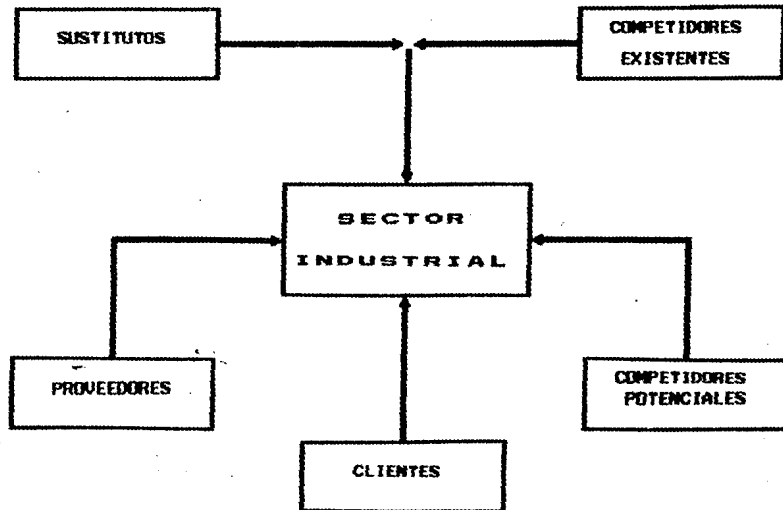 SUSTITUTOS
COMPETIDORES
EXISTENTES
SECTOR
INDUSTRIAL
PROVEEDORES
COMPETIDORES
POTENCIALES
CLIENTES